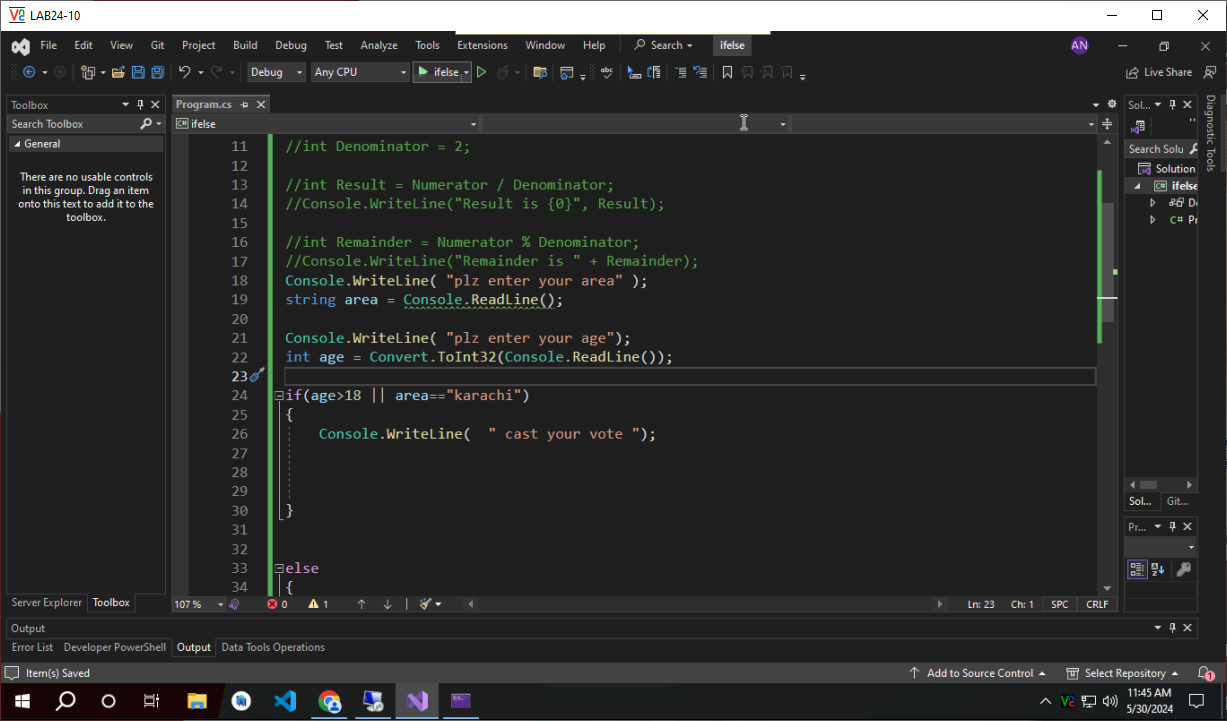 VC LAB24-10
File Edit View Git Project Build Debug Test Analyze Tools Extensions Window Help Search ifelse AN
Debug Any CPU ifelse abc Live Share
Toolbox
Search Toolbox
General
There are no usable controls
in this group. Drag an item
onto this text to add it to the
toolbox.
Server Explorer Toolbox
Program.cs
C# ifelse
11 //int Denominator = 2;
12
13 //int Result = Numerator / Denominator;
14 //Console.WriteLine("Result is {0}", Result);
15
16 //int Remainder = Numerator % Denominator;
17 //Console.WriteLine("Remainder is " + Remainder);
18 Console.WriteLine( "plz enter your area" );
19 string area = Console.ReadLine();
20
21 Console.WriteLine( "plz enter your age");
22 int age = Convert.ToInt32(Console.ReadLine());
23
24 if(age>18 || area=="karachi")
25 {
26 Console.WriteLine(  " cast your vote ");
27
28
29
30 }
31
32
33 else
34 {
107 % 0 1 Ln: 23 Ch: 1 SPC CRLF
Sol...
Search Solu
Solution
C# ifelse
C#
Sol... Git...
Pr...
Diagnostic Tools
Output
Error List Developer PowerShell Output Data Tools Operations
Item(s) Saved Add to Source Control Select Repository 1
VC 11:45 AM
5/30/2024